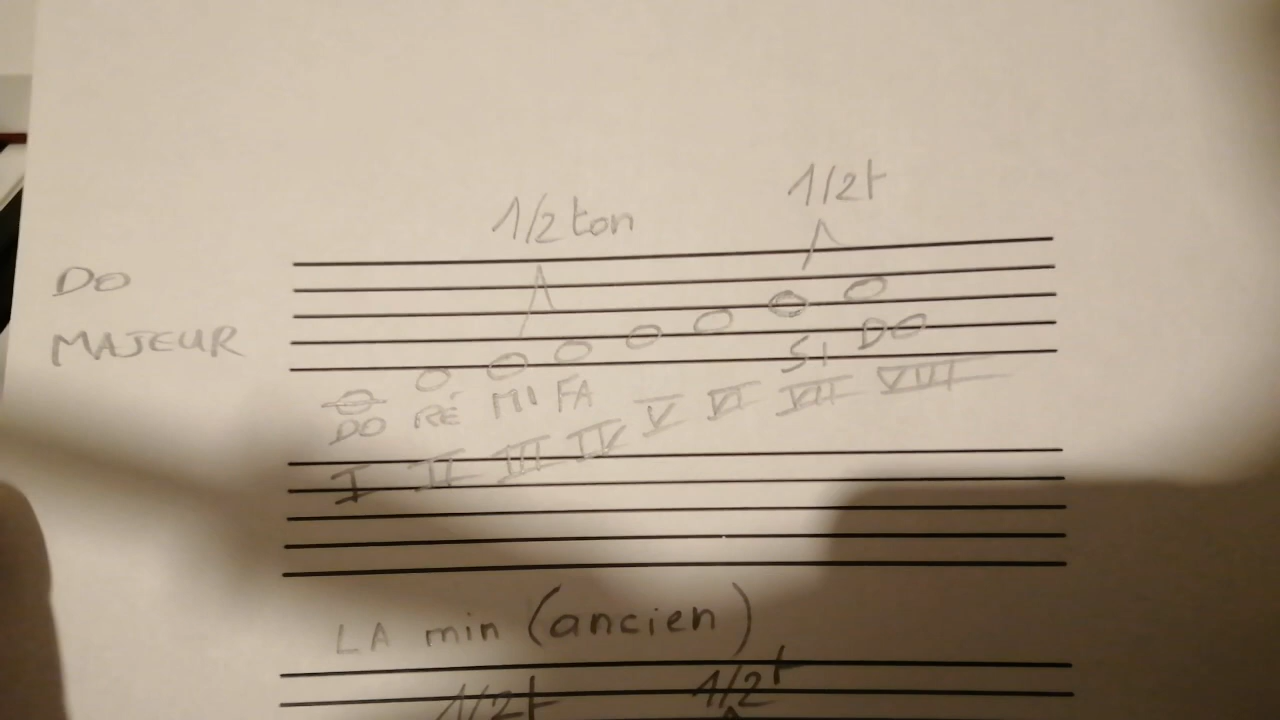 1/2 ton 1/2t
DO
MAJEUR
DO RÉ MI FA SI DO
I II III IV V VI VII VIII
LA min (ancien)
1/2t 1/2t